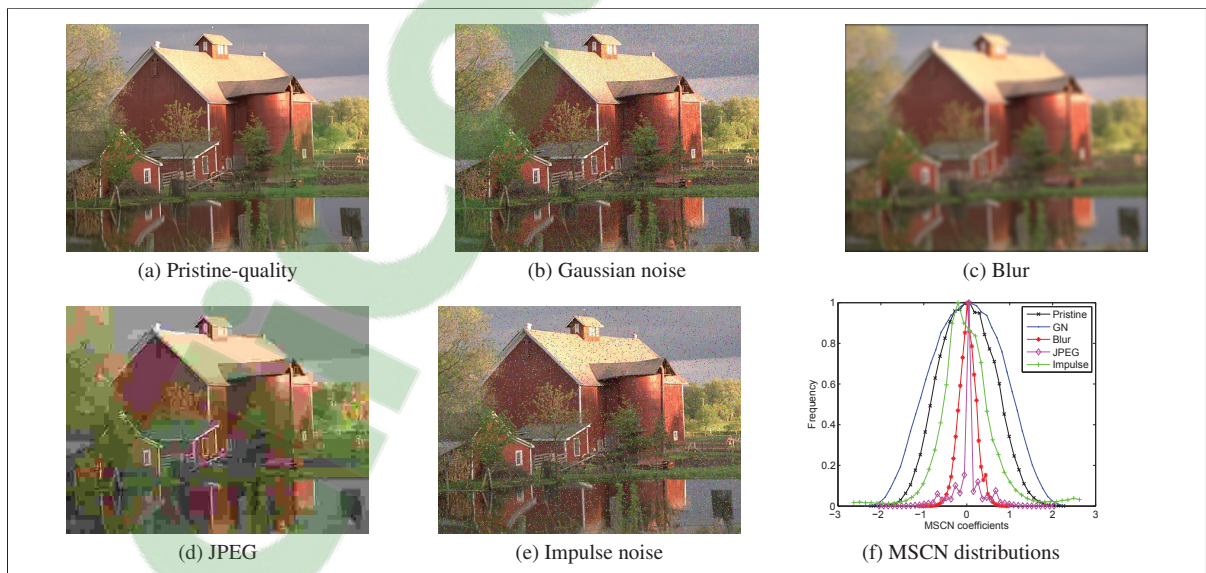 (a) Pristine-quality
(b) Gaussian noise
(c) Blur
(d) JPEG
(e) Impulse noise
1
0.8
0.6
0.4
0.2
0
Frequency
Pristine
GN
Blur
JPEG
Impulse
−3
−2
−1
0
1
2
3
MSCN coefficients
(f) MSCN distributions